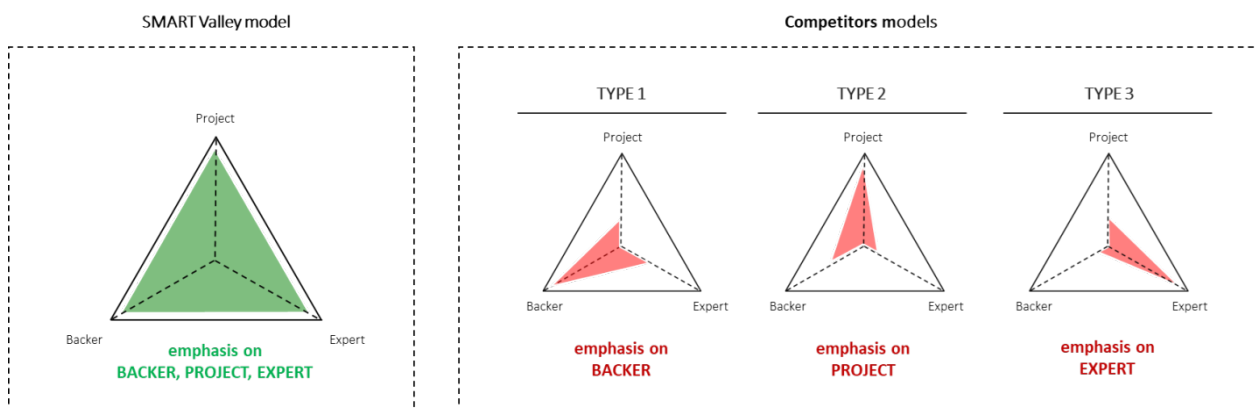 SMART Valley model
Project
Backer
Expert
emphasis on
BACKER, PROJECT, EXPERT
Competitors models
TYPE 1
Project
Backer
Expert
emphasis on
BACKER
TYPE 2
Project
Backer
Expert
emphasis on
PROJECT
TYPE 3
Project
Backer
Expert
emphasis on
EXPERT